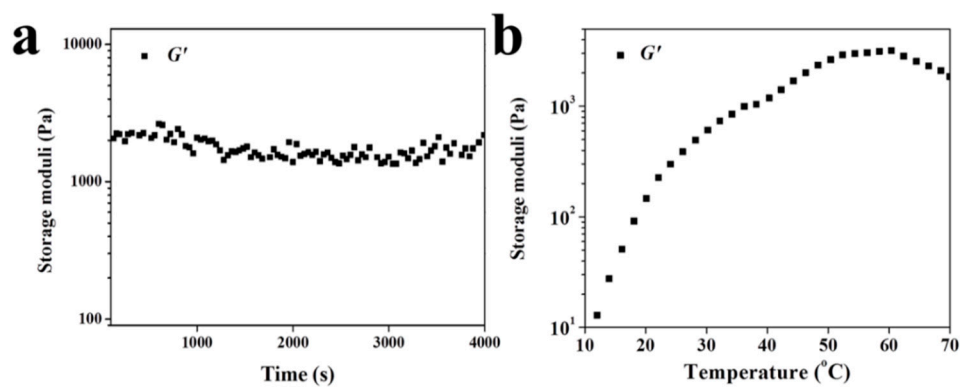 a
G'
Storage moduli (Pa)
10000
1000
100
1000
2000
3000
4000
Time (s)
b
G'
Storage moduli (Pa)
10³
10²
10¹
10
20
30
40
50
60
70
Temperature (°C)